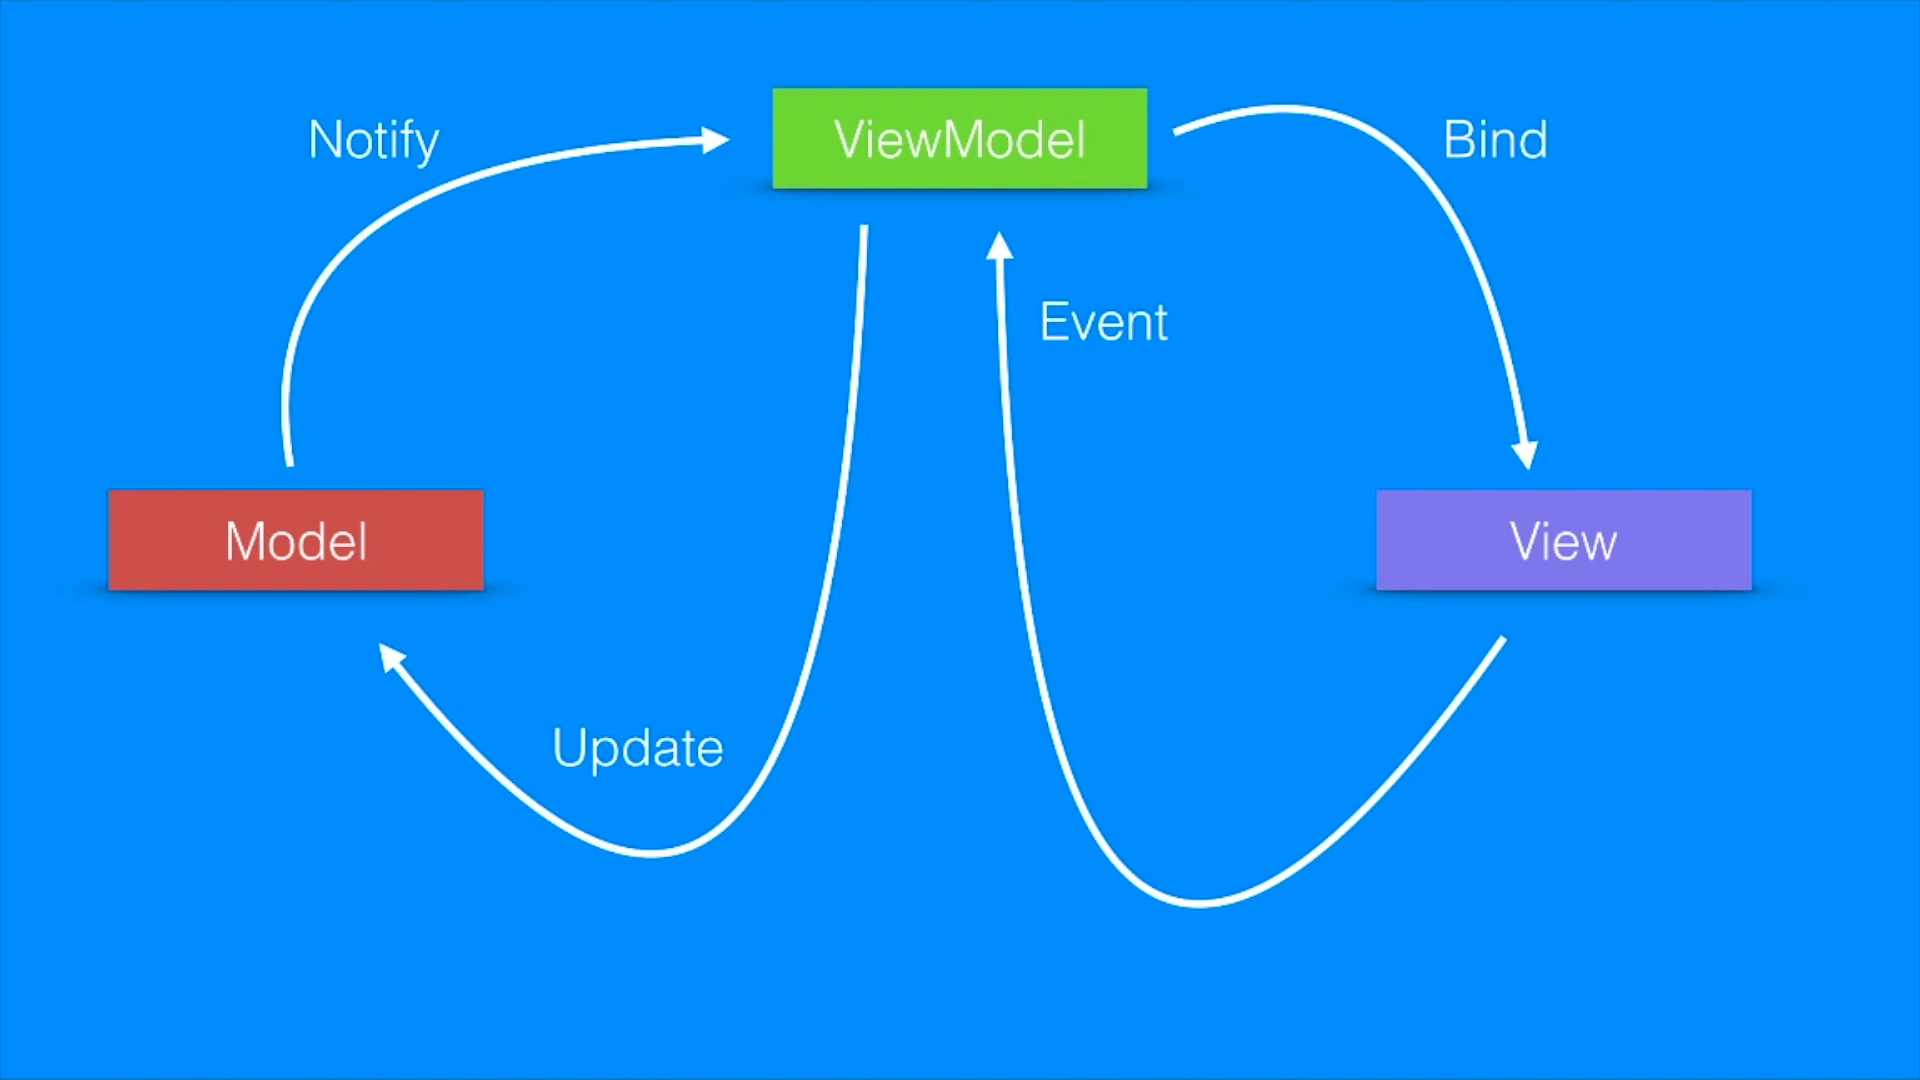 Notify
ViewModel
Bind
Event
Model
View
Update